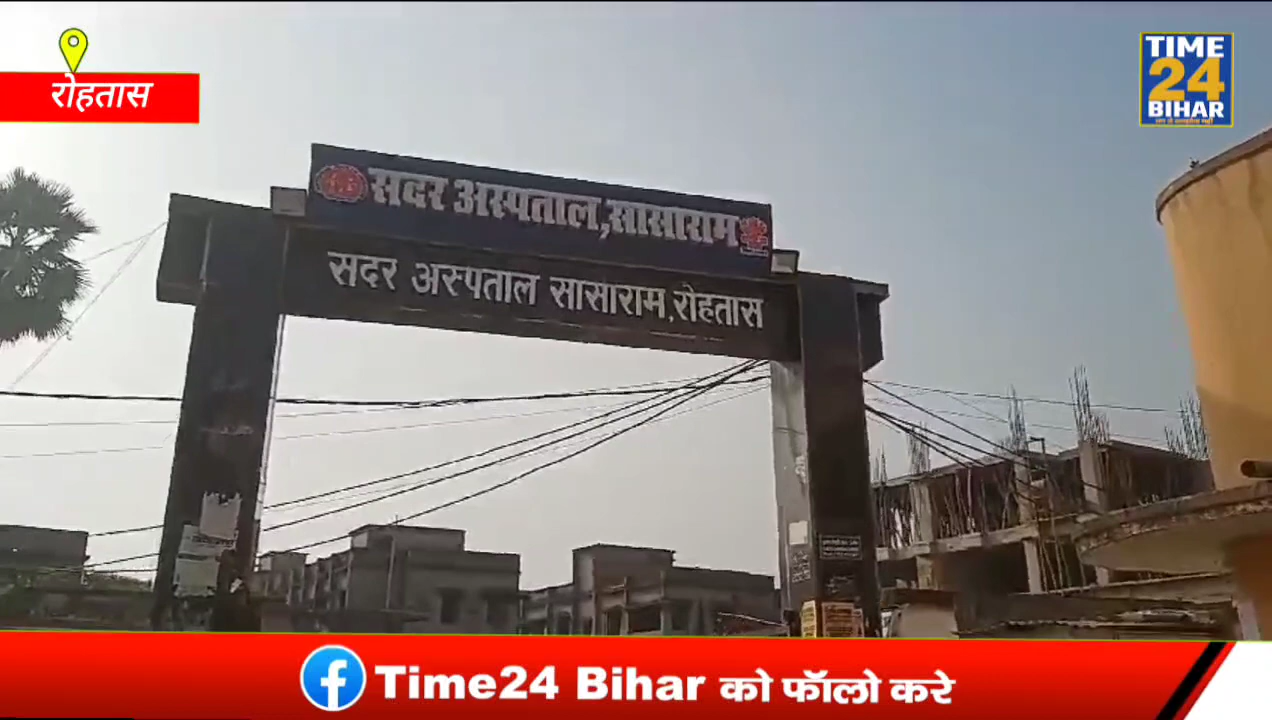 रोहतास
TIME
24
BIHAR
सदर अस्पताल,सासाराम
सदर अस्पताल सासाराम,रोहतास
Time24 Bihar को फॉलो करे